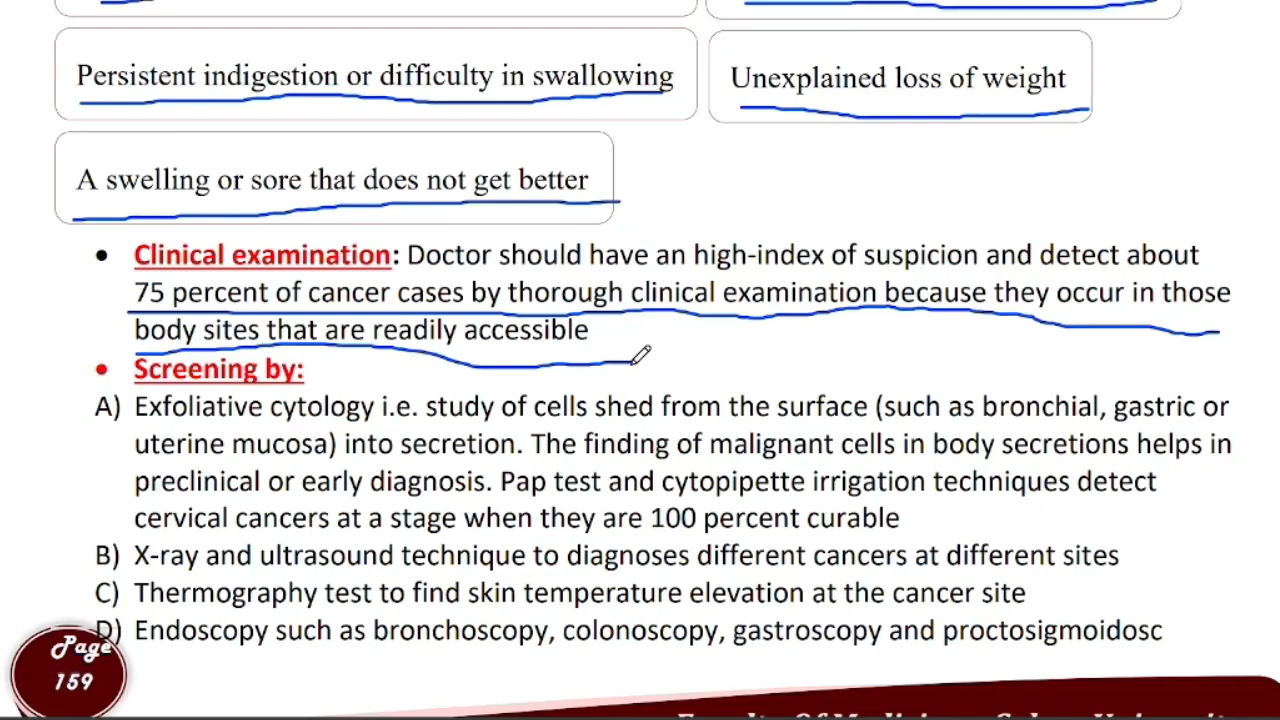 Persistent indigestion or difficulty in swallowing
Unexplained loss of weight
A swelling or sore that does not get better
• Clinical examination: Doctor should have an high-index of suspicion and detect about
75 percent of cancer cases by thorough clinical examination because they occur in those
body sites that are readily accessible
• Screening by:
A) Exfoliative cytology i.e. study of cells shed from the surface (such as bronchial, gastric or
uterine mucosa) into secretion. The finding of malignant cells in body secretions helps in
preclinical or early diagnosis. Pap test and cytopipette irrigation techniques detect
cervical cancers at a stage when they are 100 percent curable
B) X-ray and ultrasound technique to diagnoses different cancers at different sites
C) Thermography test to find skin temperature elevation at the cancer site
D) Endoscopy such as bronchoscopy, colonoscopy, gastroscopy and proctosigmoidosc
Page
159